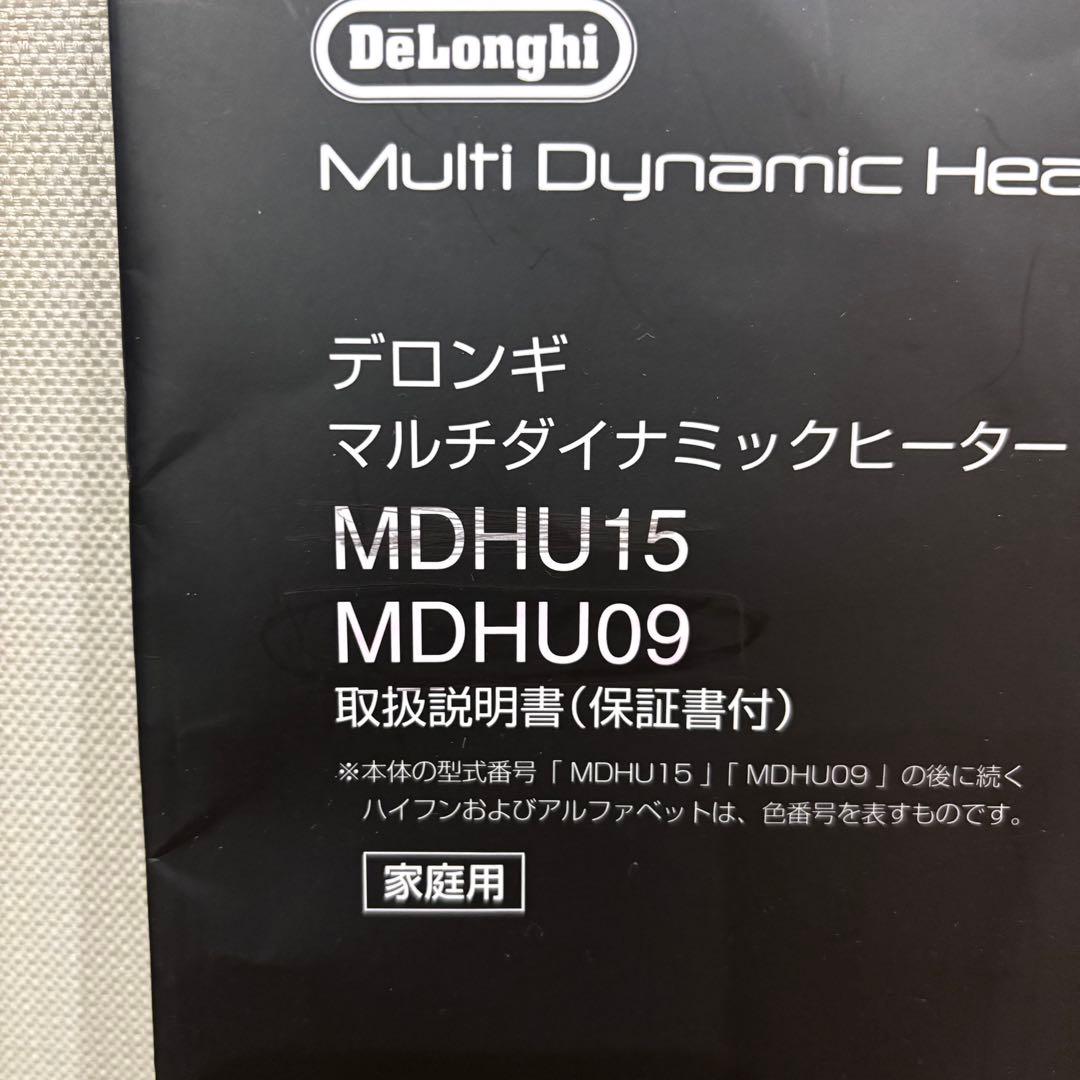 DēLonghi
Multi Dynamic Hea
デロンギ
マルチダイナミックヒーター
MDHU15
MDHU09
取扱説明書(保証書付)
※本体の型式番号「MDHU15」「MDHU09」の後に続く
ハイフンおよびアルファベットは、色番号を表すものです。
家庭用